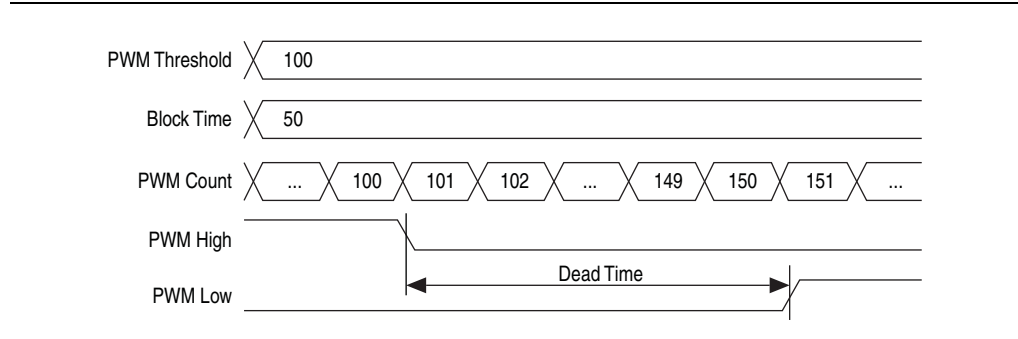 PWM Threshold 100
Block Time 50
PWM Count ... 100 101 102 ... 149 150 151 ...
PWM High
Dead Time
PWM Low